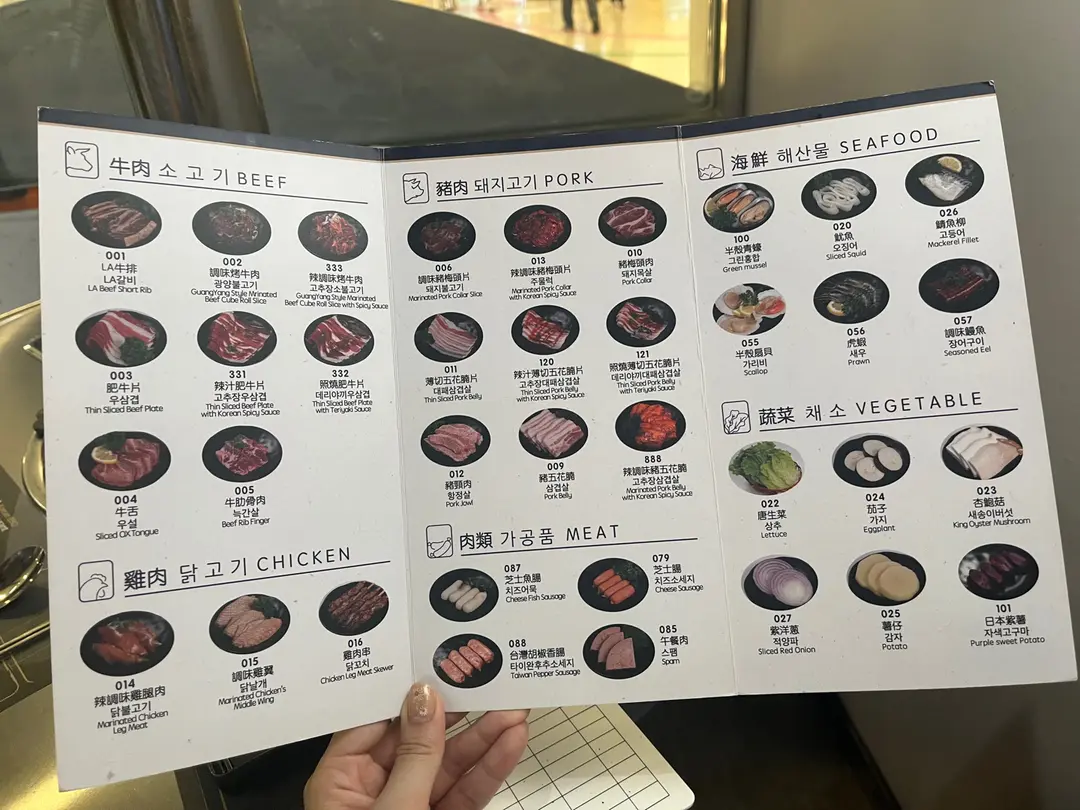 牛肉 소 고 기 BEEF
001
LA牛排
LA갈비
LA Beef Short Rib
002
調味烤牛肉
광양불고기
GuangYang Style Mrinated
Beef Cube Roll Slice
333
辣調味烤牛肉
고추장소불고기
GuangYang Style Marinated
Beef Cube Roll Slice with Spicy Sauce
003
肥牛片
우삼겹
Thin Sliced Beef Plate
331
辣汁肥牛片
고추장우삼겹
Thin Sliced Beef Plate
with Korean Spicy Sauce
332
照燒肥牛片
데리야끼우삼겹
Thin Sliced Beef Plate
with Teriyaki Sauce
004
牛舌
우설
Sliced OX Tongue
005
牛肋骨肉
늑간살
Beef Rib Finger
雞肉 닭 고 기 CHICKEN
014
辣調味雞腿肉
닭불고기
Marinated Chicken
Leg Meat
015
調味雞翼
닭날개
Marinated Chicken's
Middle Wing
016
雞肉串
닭꼬치
Chicken Leg Meat Skewer
豬肉 돼지고기 PORK
006
調味豬梅頭片
돼지불고기
Marinated Pork Collar Slice
013
辣調味豬梅頭片
주물럭
Marinated Pork Collar
with Korean Spicy Sauce
010
豬梅頭肉
돼지목살
Pork Collar
011
薄切五花腩片
대패삼겹살
Thin Sliced Pork Belly
120
辣汁薄切五花腩片
고추장대패삼겹살
Thin Sliced Pork Belly
with Korean Spicy Sauce
121
照燒薄切五花腩片
데리야끼대패삼겹살
Thin Sliced Pork Belly
with Teriyaki Sauce
012
豬頸肉
항정살
Pork Jowl
009
豬五花腩
삼겹살
Pork Belly
888
辣調味豬五花腩
고추장삼겹살
Marinated Pork Belly
with Korean Spicy Sauce
肉類 가공품 MEAT
087
芝士魚腸
치즈어묵
Cheese Fish Sausage
079
芝士腸
치즈소세지
Cheese Sausage
088
台灣胡椒香腸
타이완후추소세지
Taiwan Pepper Sausage
085
午餐肉
스팸
Spam
海鮮 해산물 SEAFOOD
100
半殼青蠔
그린홍합
Green mussel
020
魷魚
오징어
Sliced Squid
026
鯖魚柳
고등어
Mackerel Fillet
055
半殼扇貝
가리비
Scallop
056
虎蝦
새우
Prawn
057
調味鰻魚
장어구이
Seasoned Eel
蔬菜 채 소 VEGETABLE
022
唐生菜
상추
Lettuce
024
茄子
가지
Eggplant
023
杏鮑菇
새송이버섯
King Oyster Mushroom
027
紫洋蔥
적양파
Sliced Red Onion
025
薯仔
감자
Potato
101
日本紫薯
자색고구마
Purple sweet Potato